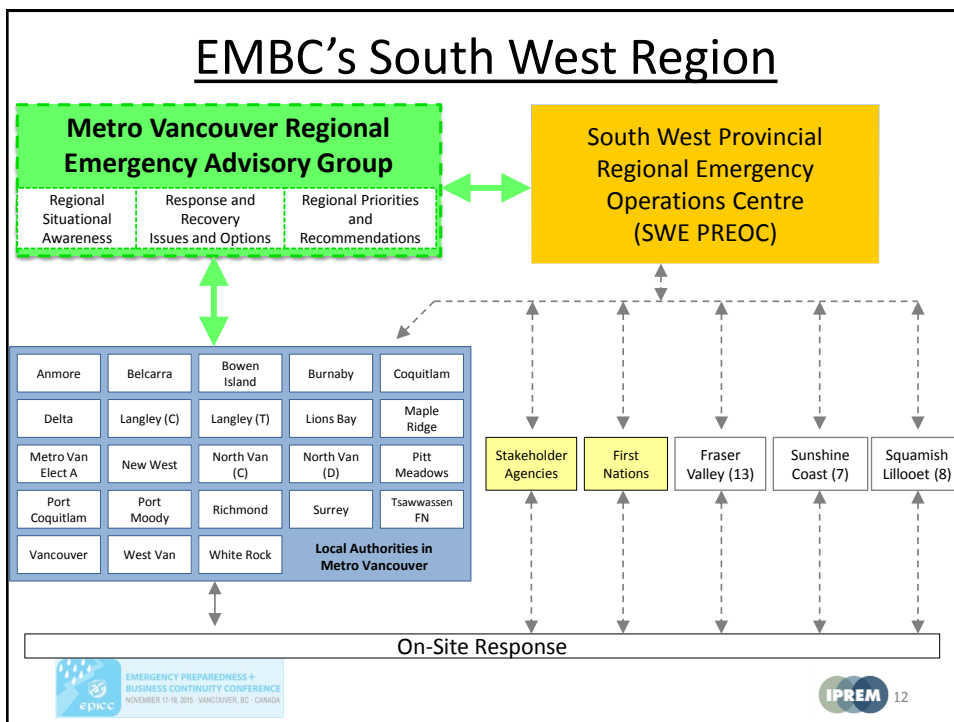 EMBC's South West Region
Metro Vancouver Regional
Emergency Advisory Group
Regional
Situational
Awareness
Response and
Recovery
Issues and Options
Regional Priorities
and
Recommendations
South West Provincial
Regional Emergency
Operations Centre
(SWE PREOC)
Anmore
Belcarra
Bowen
Island
Burnaby
Coquitlam
Delta
Langley (C)
Langley (T)
Lions Bay
Maple
Ridge
Metro Van
Elect A
New West
North Van
(C)
North Van
(D)
Pitt
Meadows
Port
Coquitlam
Port
Moody
Richmond
Surrey
Tsawwassen
FN
Vancouver
West Van
White Rock
Local Authorities in
Metro Vancouver
Stakeholder
Agencies
First
Nations
Fraser
Valley (13)
Sunshine
Coast (7)
Squamish
Lillooet (8)
On-Site Response
epicc
EMERGENCY PREPAREDNESS+
BUSINESS CONTINUITY CONFERENCE
NOVEMBER 17-19, 2015 · VANCOUVER, BC · CANADA
IPREM
12